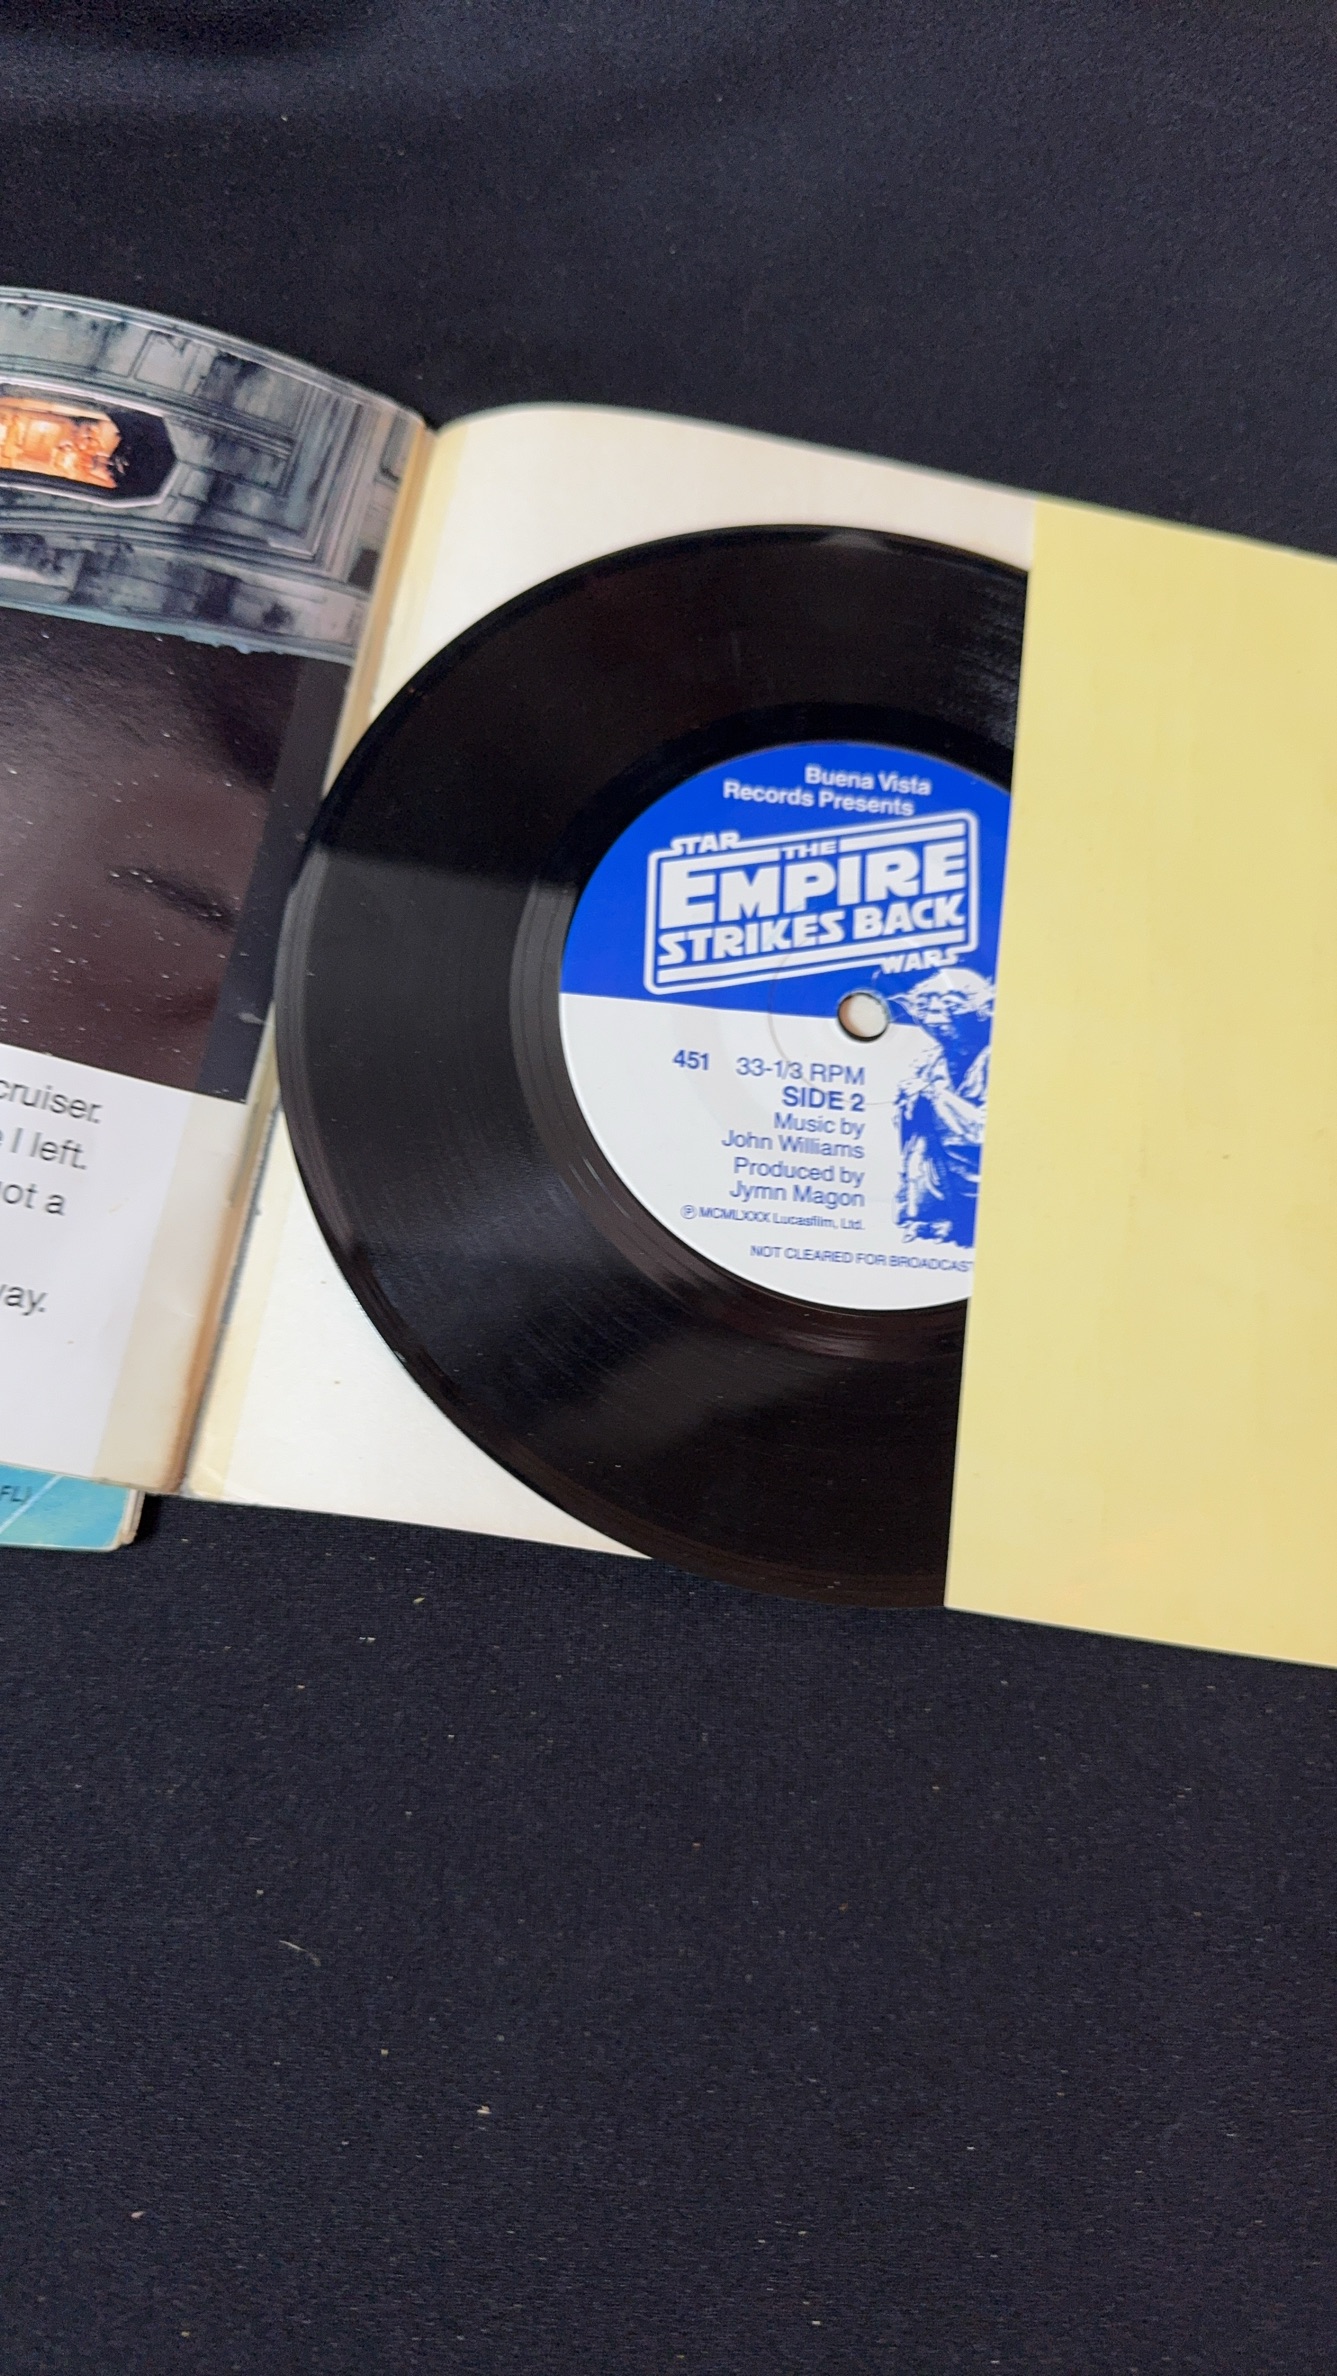 cruiser.
I left.
ot a
ay.
FL)
Buena Vista
Records Presents
STAR
THE
EMPIRE
STRIKES BACK
WARS
451 33-1/3 RPM
SIDE 2
Music by
John Williams
Produced by
Jymn Magon
Ⓟ MCMLXXX Lucasfilm, Ltd.
NOT CLEARED FOR BROADCAST